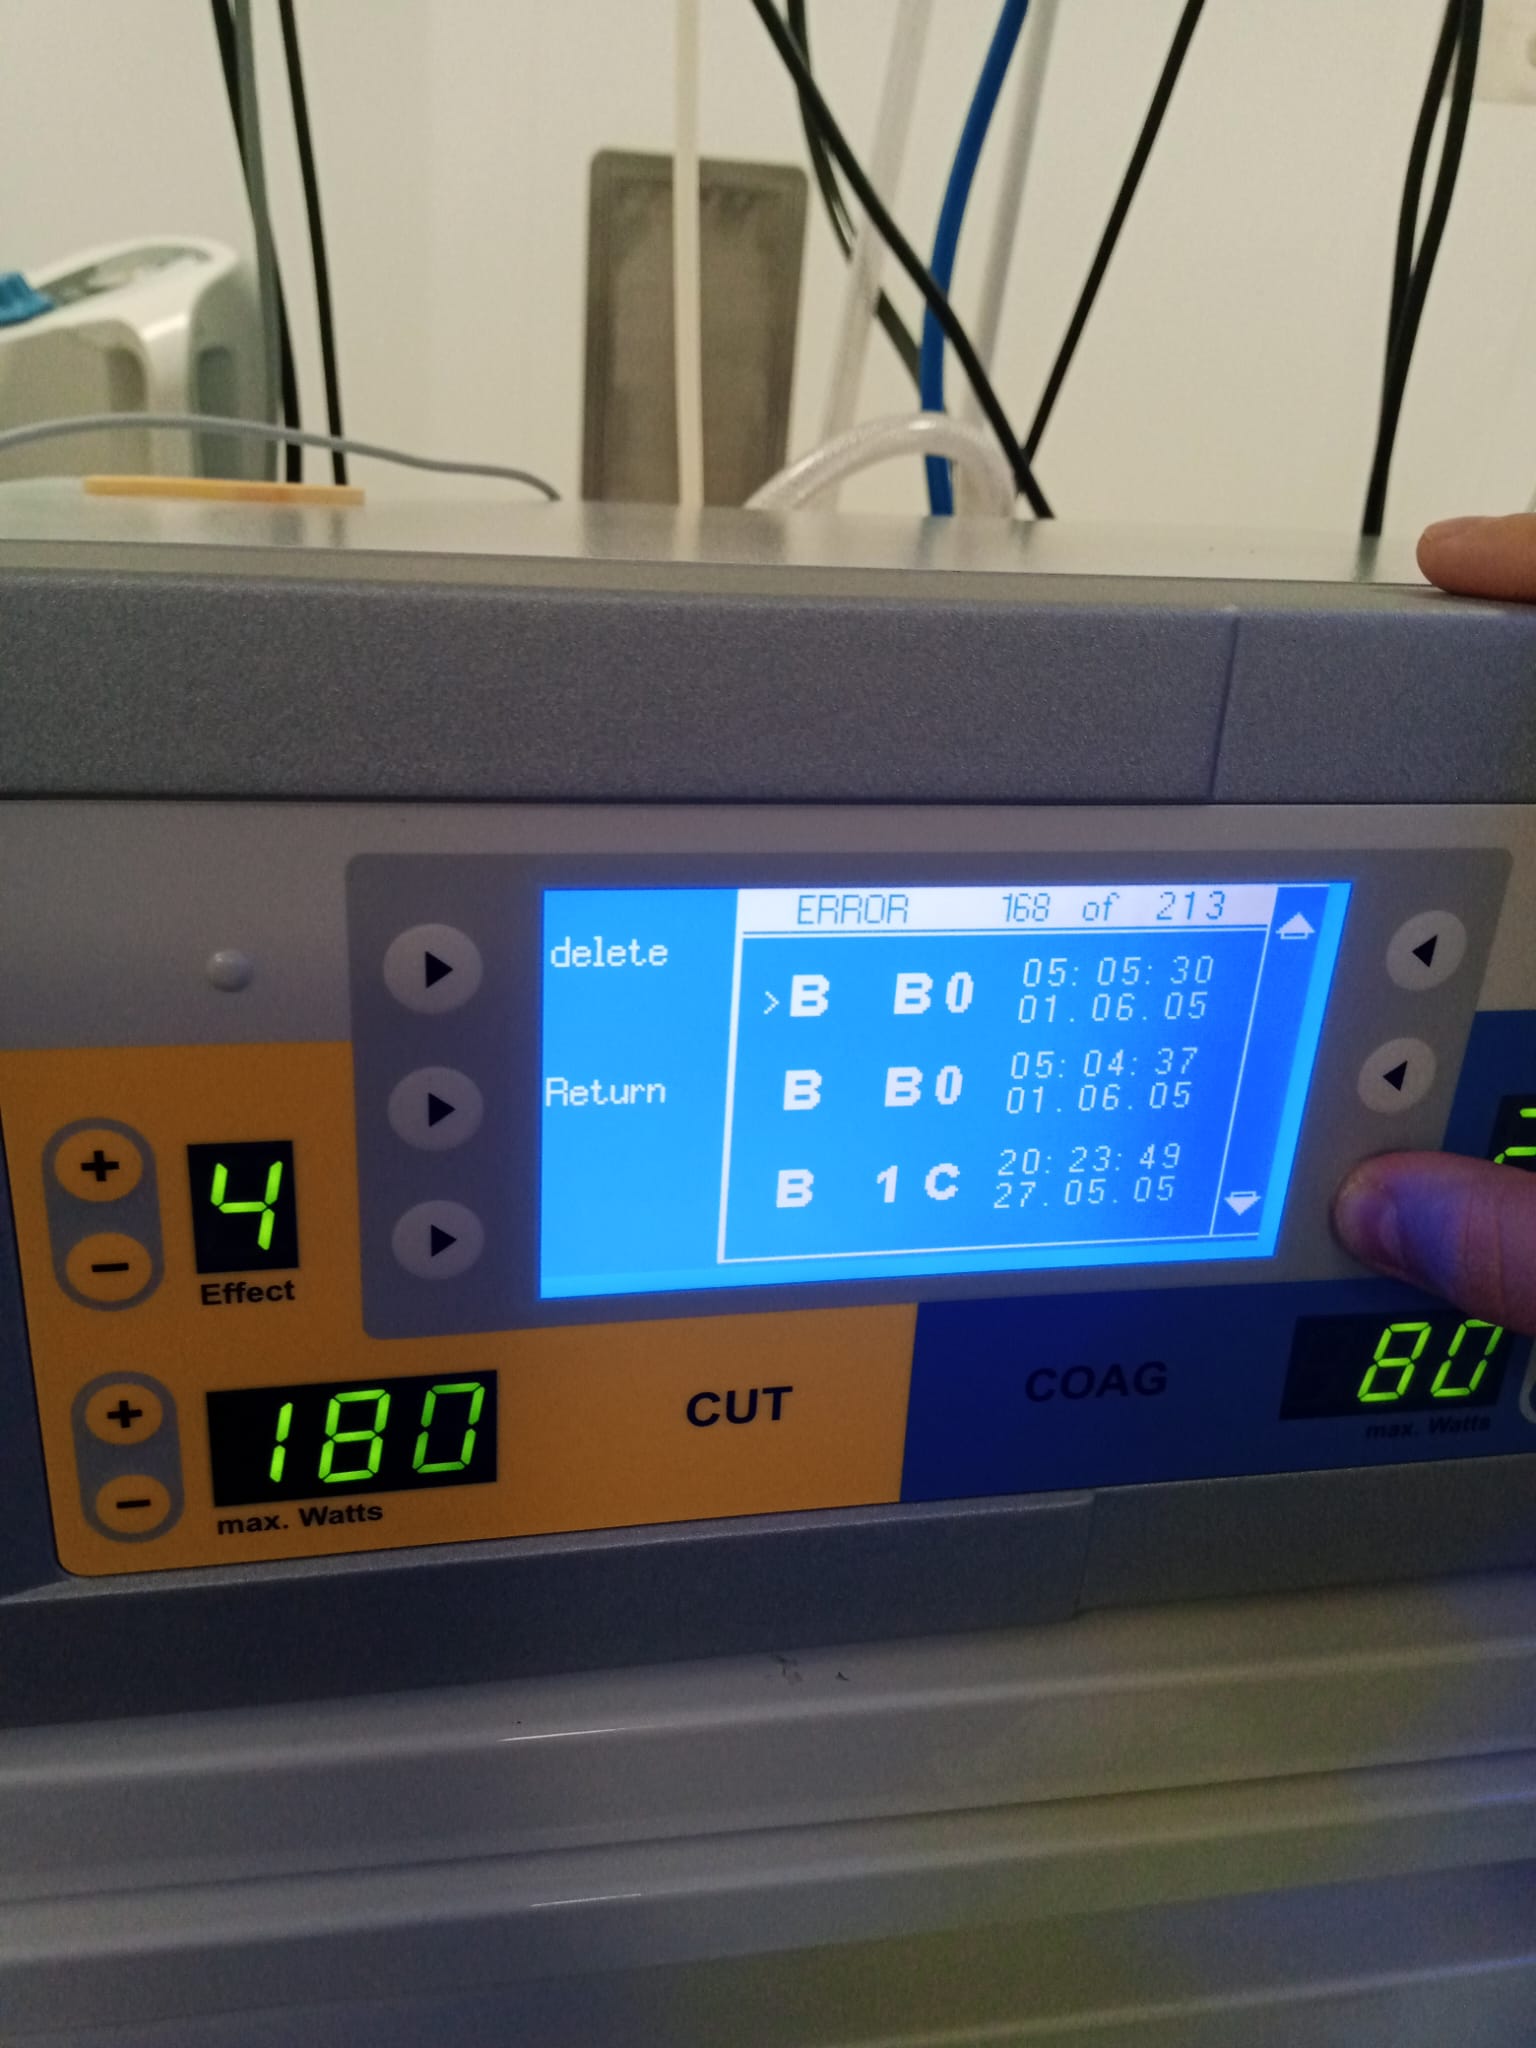 ERROR 168 of 213
delete
>B B0 05:05:30
01.06.05
Return
B B0 05:04:37
01.06.05
B 1C 20:23:49
27.05.05
+
4
−
Effect
+
180
−
max. Watts
CUT
COAG
80
max. Watts